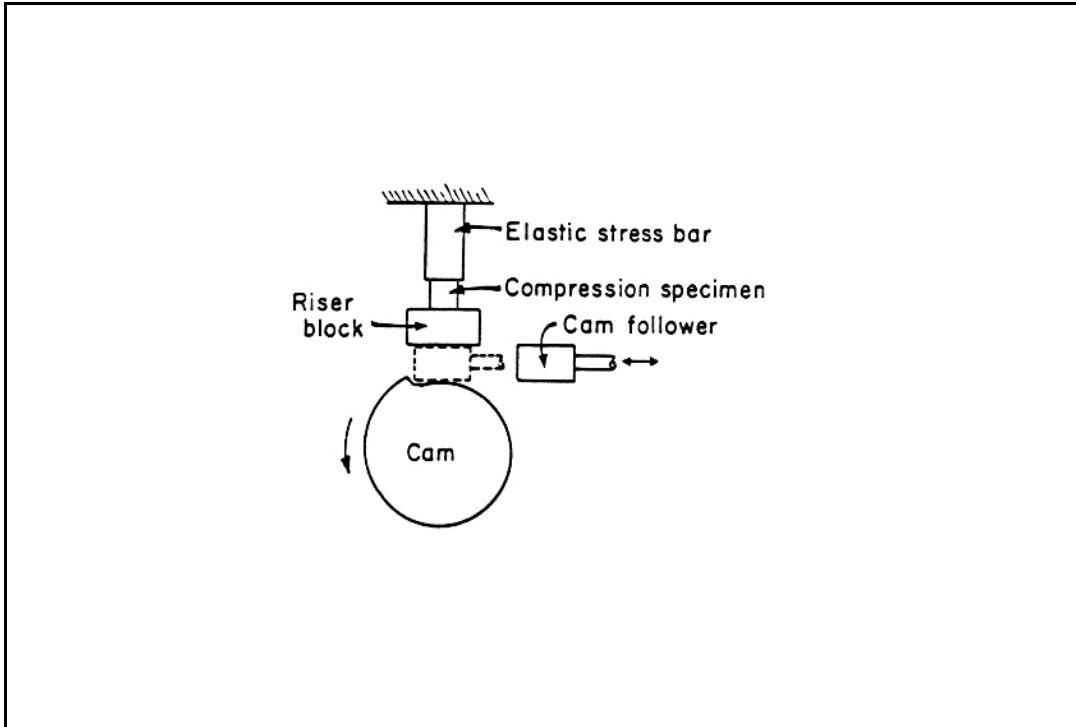 Elastic stress bar
Compression specimen
Riser
block
Cam follower
Cam